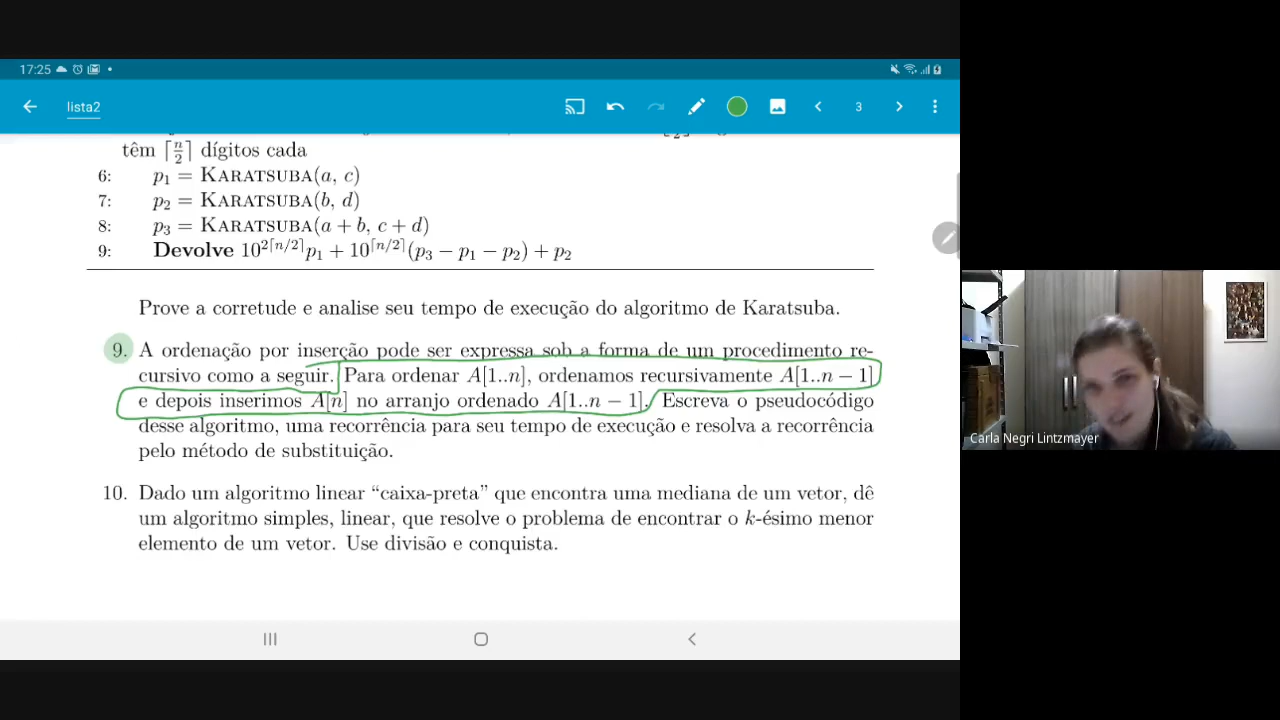 17:25
lista2
3
têm ⌈n/2⌉ dígitos cada
6: p₁ = KARATSUBA(a, c)
7: p₂ = KARATSUBA(b, d)
8: p₃ = KARATSUBA(a + b, c + d)
9: Devolve 10^{2⌈n/2⌉}p₁ + 10^{⌈n/2⌉}(p₃ − p₁ − p₂) + p₂
Prove a corretude e analise seu tempo de execução do algoritmo de Karatsuba.
9. A ordenação por inserção pode ser expressa sob a forma de um procedimento re-
cursivo como a seguir. Para ordenar A[1..n], ordenamos recursivamente A[1..n − 1]
e depois inserimos A[n] no arranjo ordenado A[1..n − 1]. Escreva o pseudocódigo
desse algoritmo, uma recorrência para seu tempo de execução e resolva a recorrência
pelo método de substituição.
10. Dado um algoritmo linear “caixa-preta” que encontra uma mediana de um vetor, dê
um algoritmo simples, linear, que resolve o problema de encontrar o k-ésimo menor
elemento de um vetor. Use divisão e conquista.
Carla Negri Lintzmayer